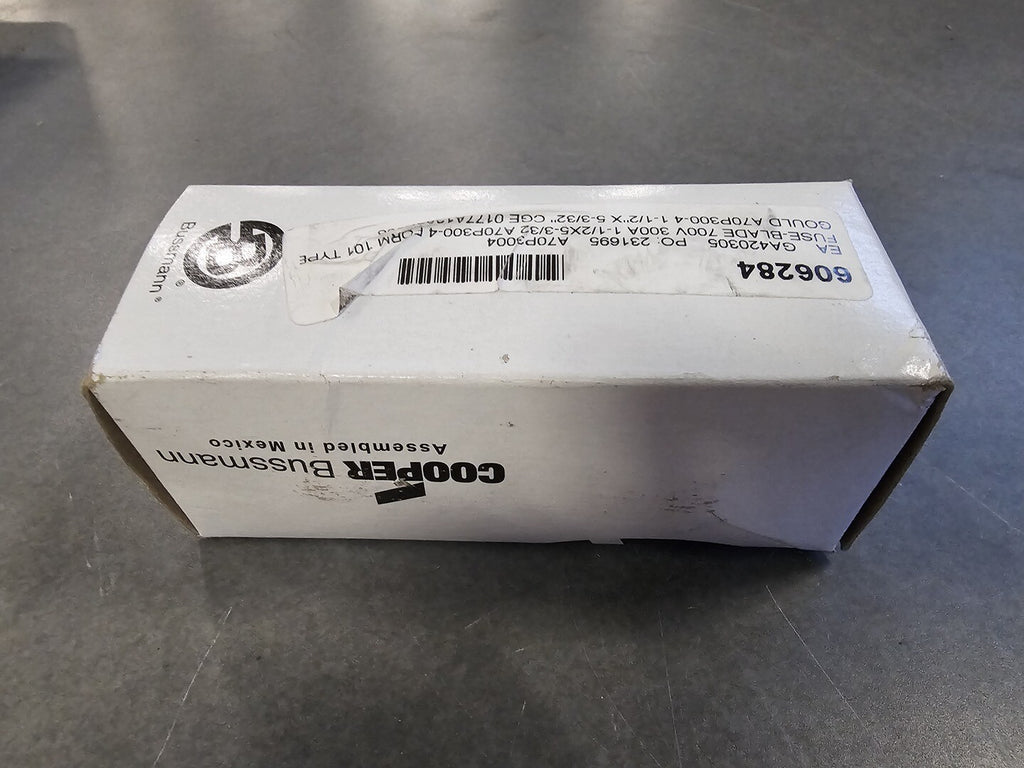 606284
GA420305 PO. 231695 A70P3004
EA
FUSE-BLADE 700V 300A 1-1/2X5-3/32 A70P300-4 FORM 101 TYPE
GOULD A70P300-4 1-1/2"X 5-3/32" CGE 0177A
Bussmann®
COOPER Bussmann
Assembled in Mexico